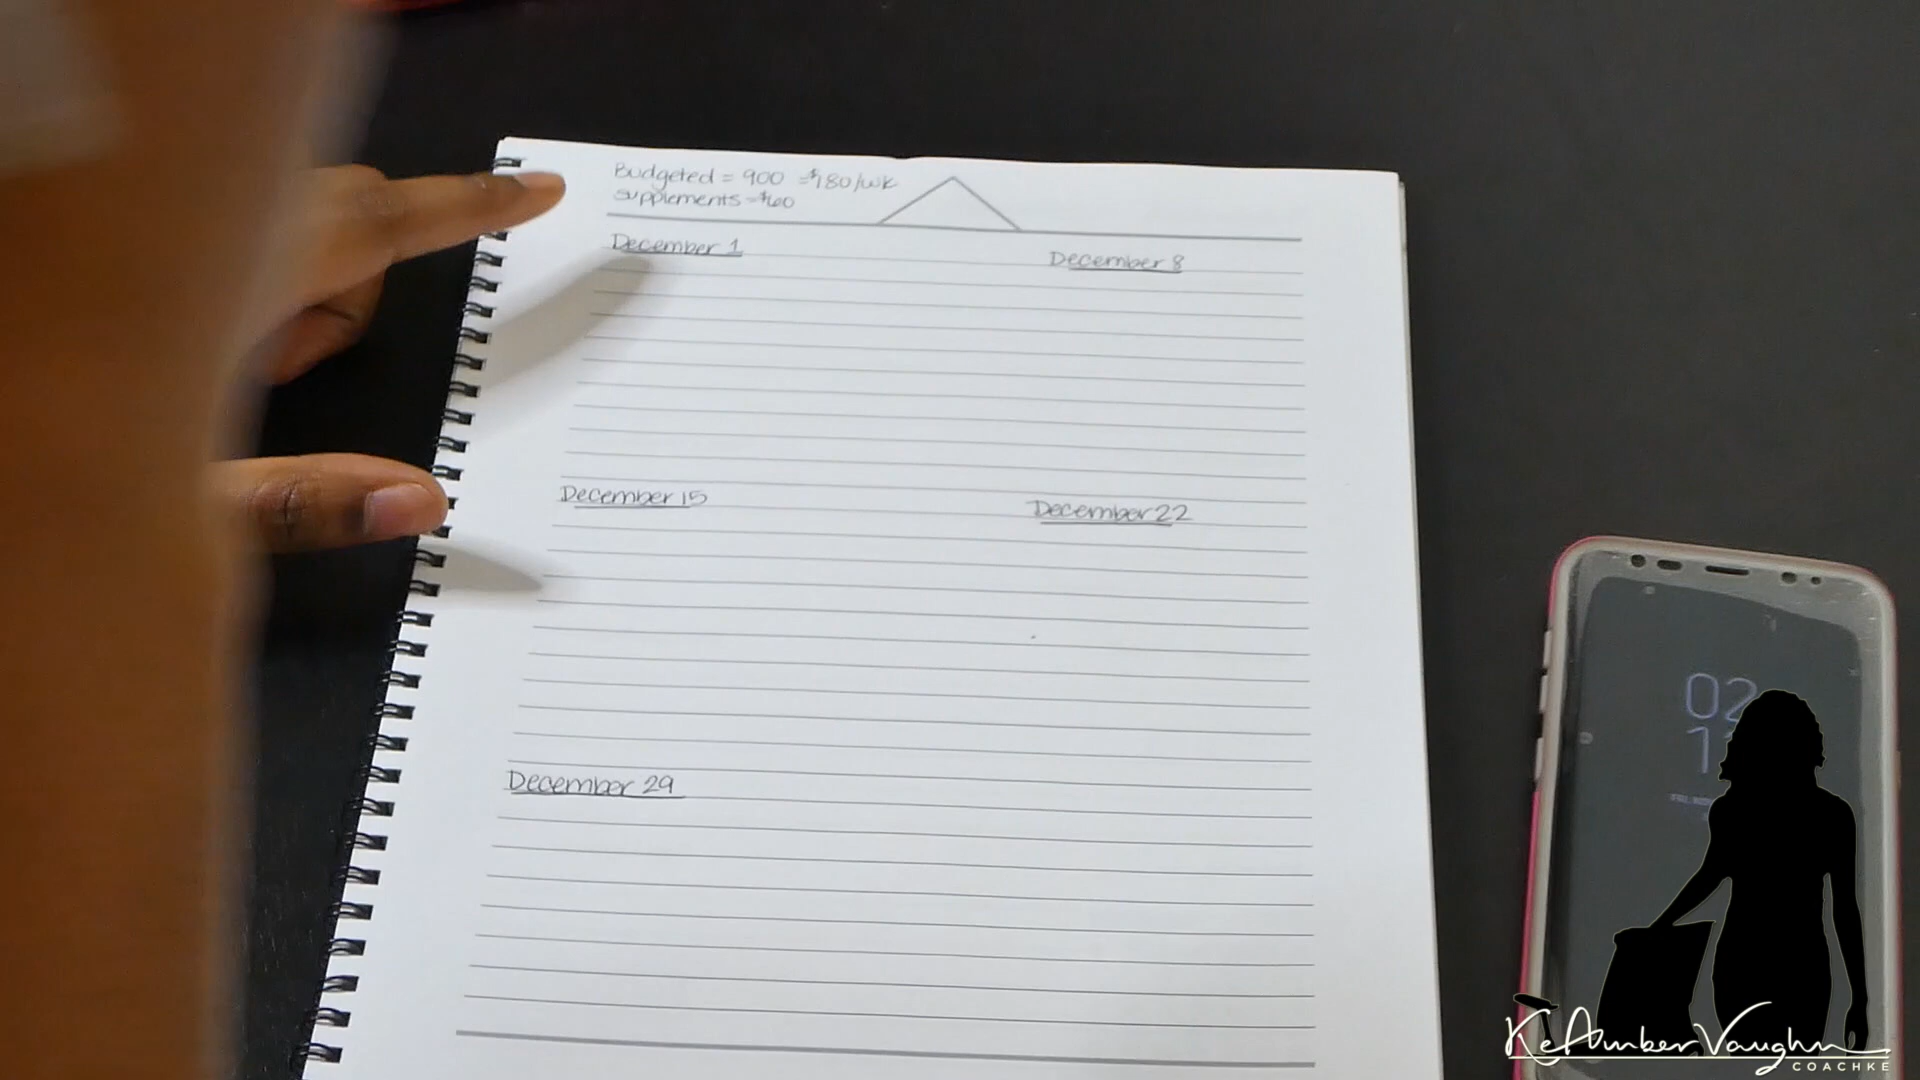 Budgeted = 900 = $180/wk
supplements = $60
December 1
December 8
December 15
December 22
December 29
02
KeAmber Vaughn
COACHKE